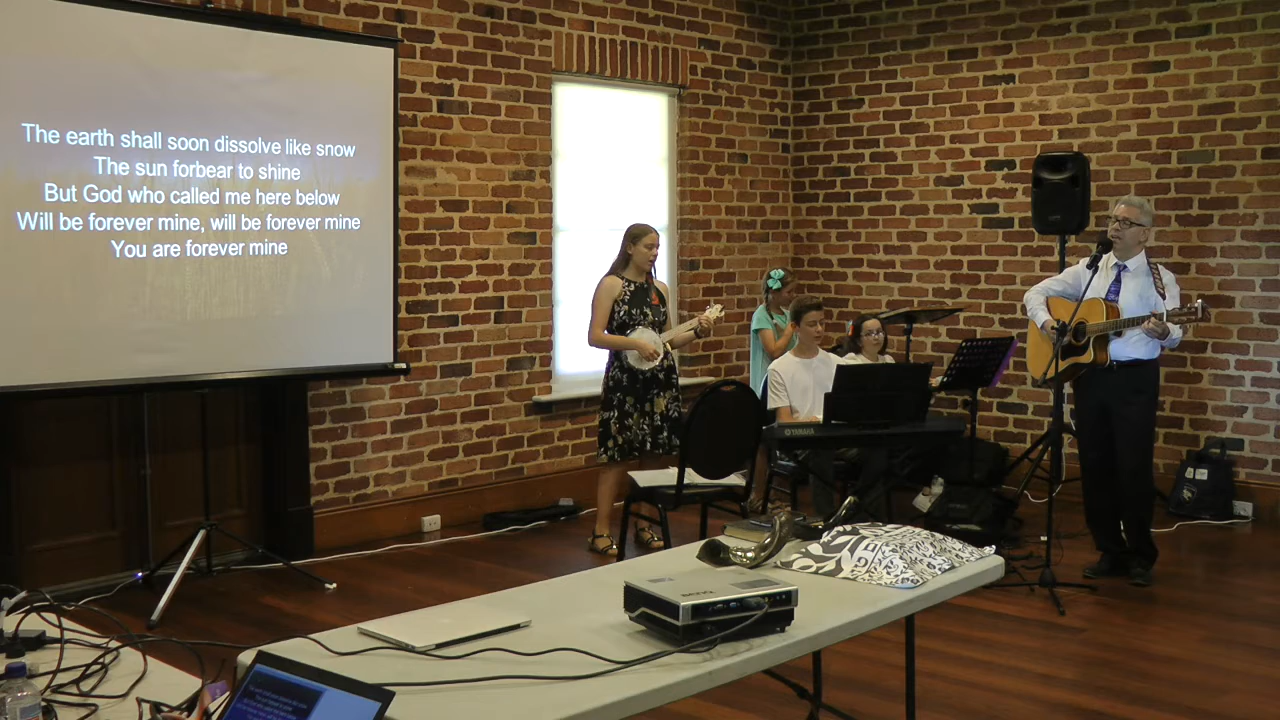 The earth shall soon dissolve like snow
The sun forbear to shine
But God who called me here below
Will be forever mine, will be forever mine
You are forever mine
YAMAHA
BENQ